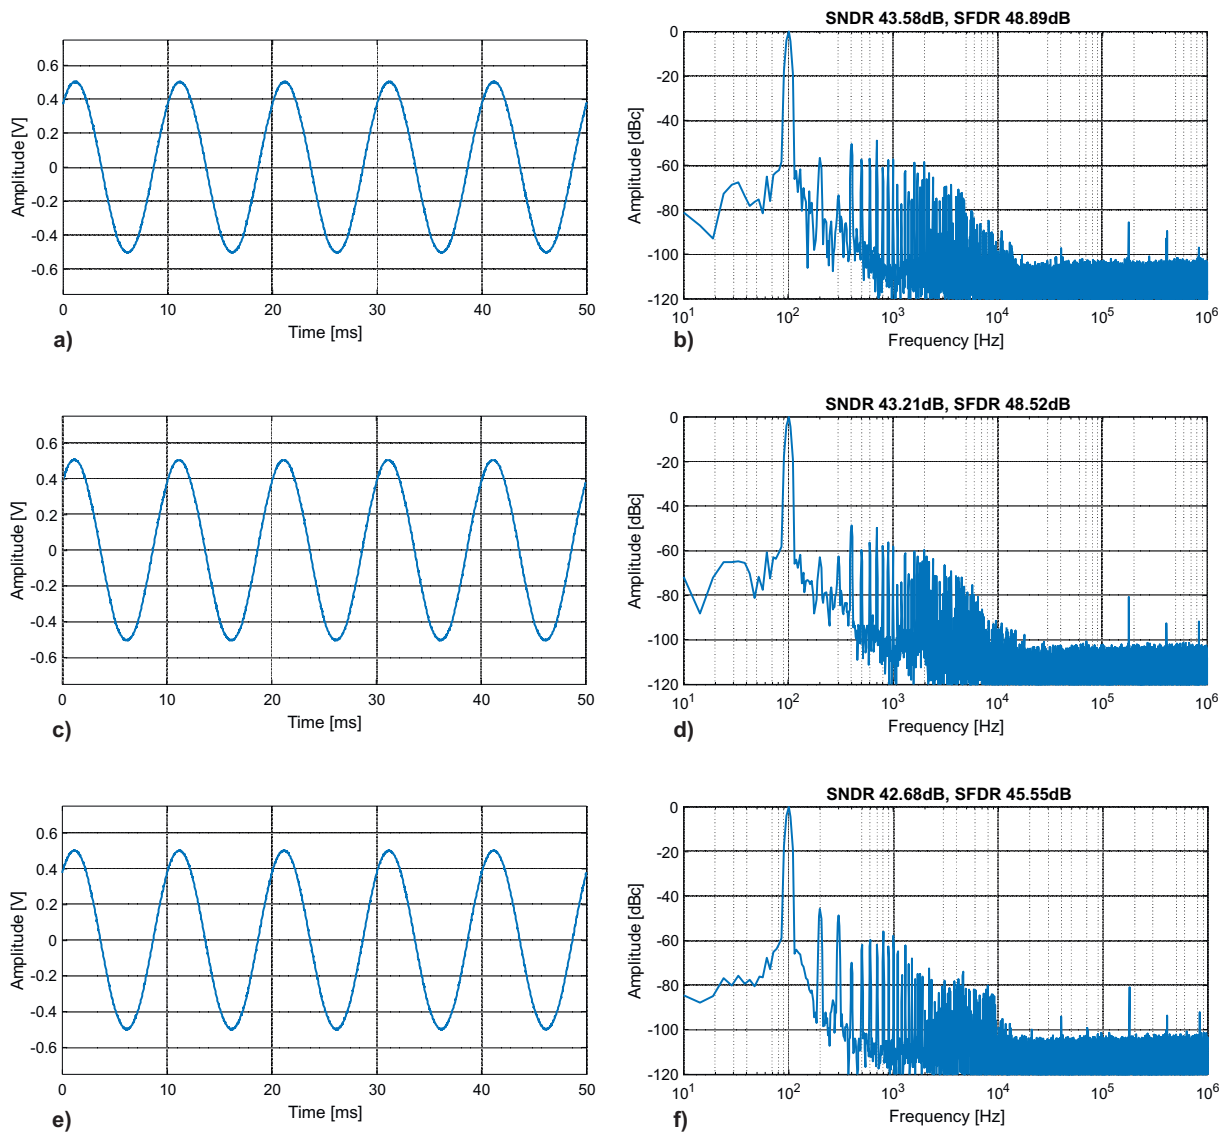 SNDR 43.58dB, SFDR 48.89dB
0.6
0.4
0.2
0
-0.2
-0.4
-0.6
Amplitude [V]
0 10 20 30 40 50
Time [ms]
a)
0
-20
-40
-60
-80
-100
-120
Amplitude [dBc]
10^1 10^2 10^3 10^4 10^5 10^6
Frequency [Hz]
b)
SNDR 43.21dB, SFDR 48.52dB
0.6
0.4
0.2
0
-0.2
-0.4
-0.6
Amplitude [V]
0 10 20 30 40 50
Time [ms]
c)
0
-20
-40
-60
-80
-100
-120
Amplitude [dBc]
10^1 10^2 10^3 10^4 10^5 10^6
Frequency [Hz]
d)
SNDR 42.68dB, SFDR 45.55dB
0.6
0.4
0.2
0
-0.2
-0.4
-0.6
Amplitude [V]
0 10 20 30 40 50
Time [ms]
e)
0
-20
-40
-60
-80
-100
-120
Amplitude [dBc]
10^1 10^2 10^3 10^4 10^5 10^6
Frequency [Hz]
f)